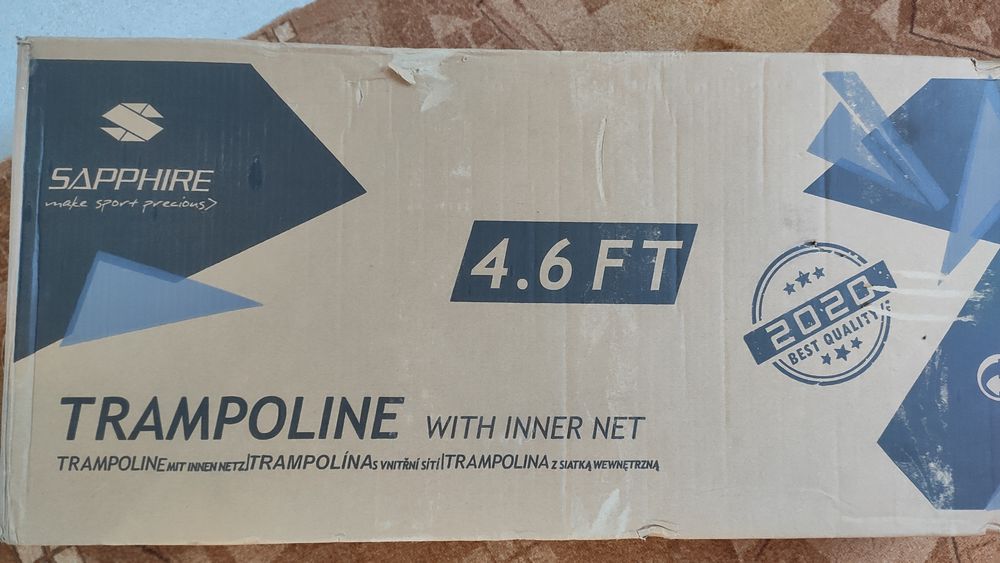 SAPPHIRE
make sport precious>
4.6 FT
2020
BEST QUALITY
TRAMPOLINE WITH INNER NET
TRAMPOLINE MIT INNEN NETZ|TRAMPOLÍNA S VNITŘNÍ SÍTÍ|TRAMPOLINA Z SIATKĄ WEWNĘTRZNĄ